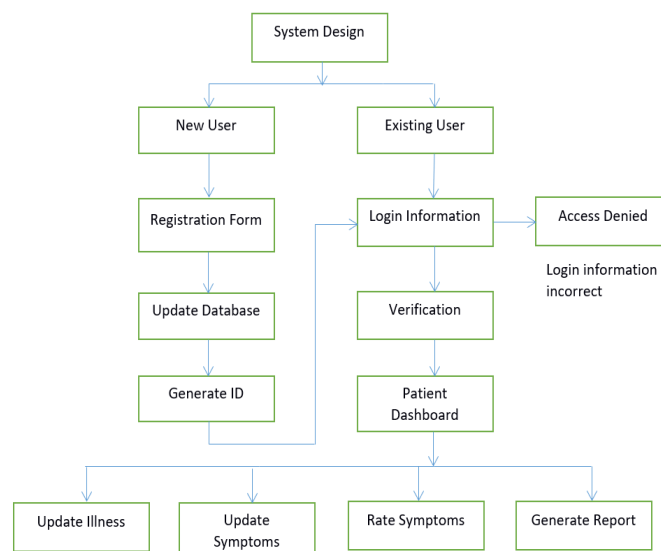 System Design
New User
Existing User
Registration Form
Login Information
Access Denied
Login information
incorrect
Update Database
Verification
Generate ID
Patient
Dashboard
Update Illness
Update
Symptoms
Rate Symptoms
Generate Report